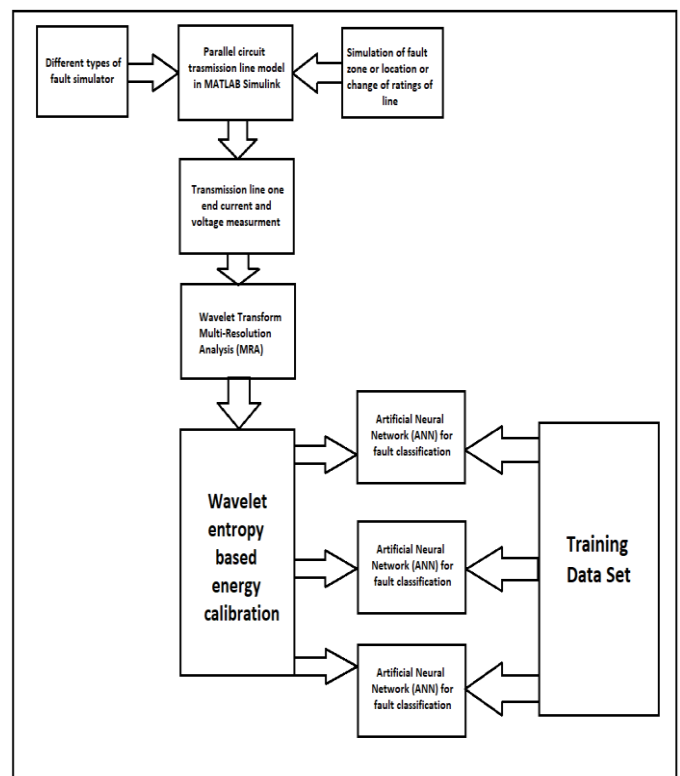 Different types of
fault simulator
Parallel circuit
trasmission line model
in MATLAB Simulink
Simulation of fault
zone or location or
change of ratings of
line
Transmission line one
end current and
voltage measurment
Wavelet Transform
Multi-Resolution
Analysis (MRA)
Wavelet
entropy
based
energy
calibration
Artificial Neural
Network (ANN) for
fault classification
Artificial Neural
Network (ANN) for
fault classification
Artificial Neural
Network (ANN) for
fault classification
Training
Data Set